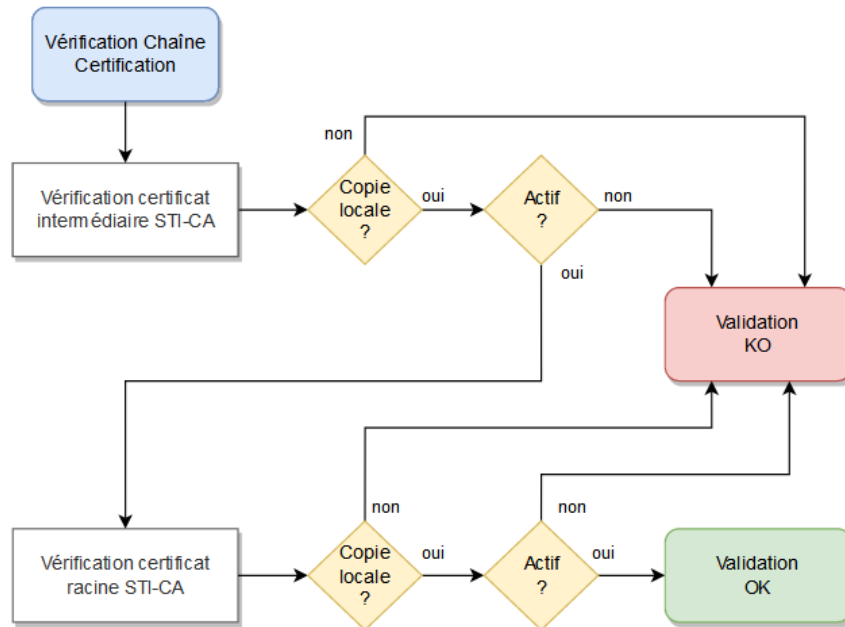 Vérification Chaîne
Certification
non
Vérification certificat
intermédiaire STI-CA
Copie
locale
?
oui
Actif
?
non
oui
Validation
KO
non
non
Vérification certificat
racine STI-CA
Copie
locale
?
oui
Actif
?
oui
Validation
OK